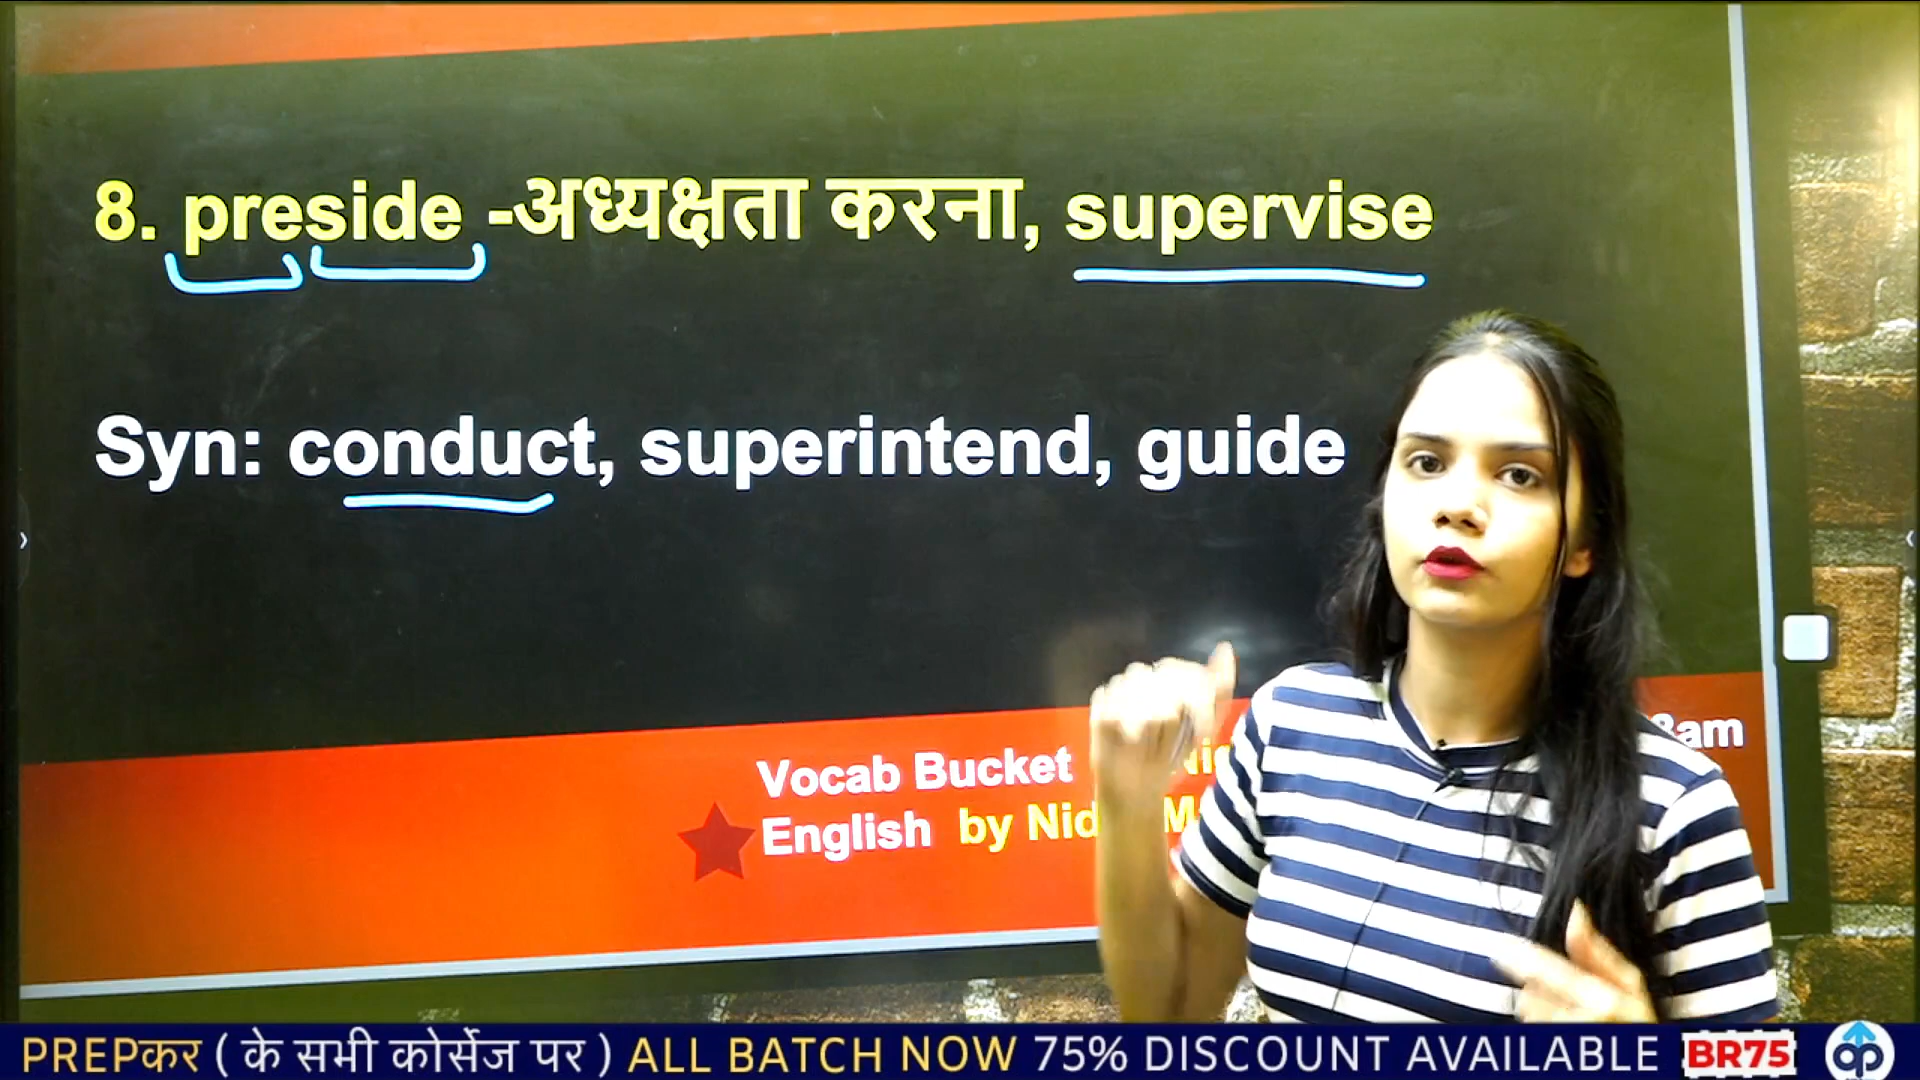 8. preside -अध्यक्षता करना, supervise
Syn: conduct, superintend, guide
8am
Vocab Bucket
English by Nid
PREPकर ( के सभी कोर्सेज पर ) ALL BATCH NOW 75% DISCOUNT AVAILABLE BR75